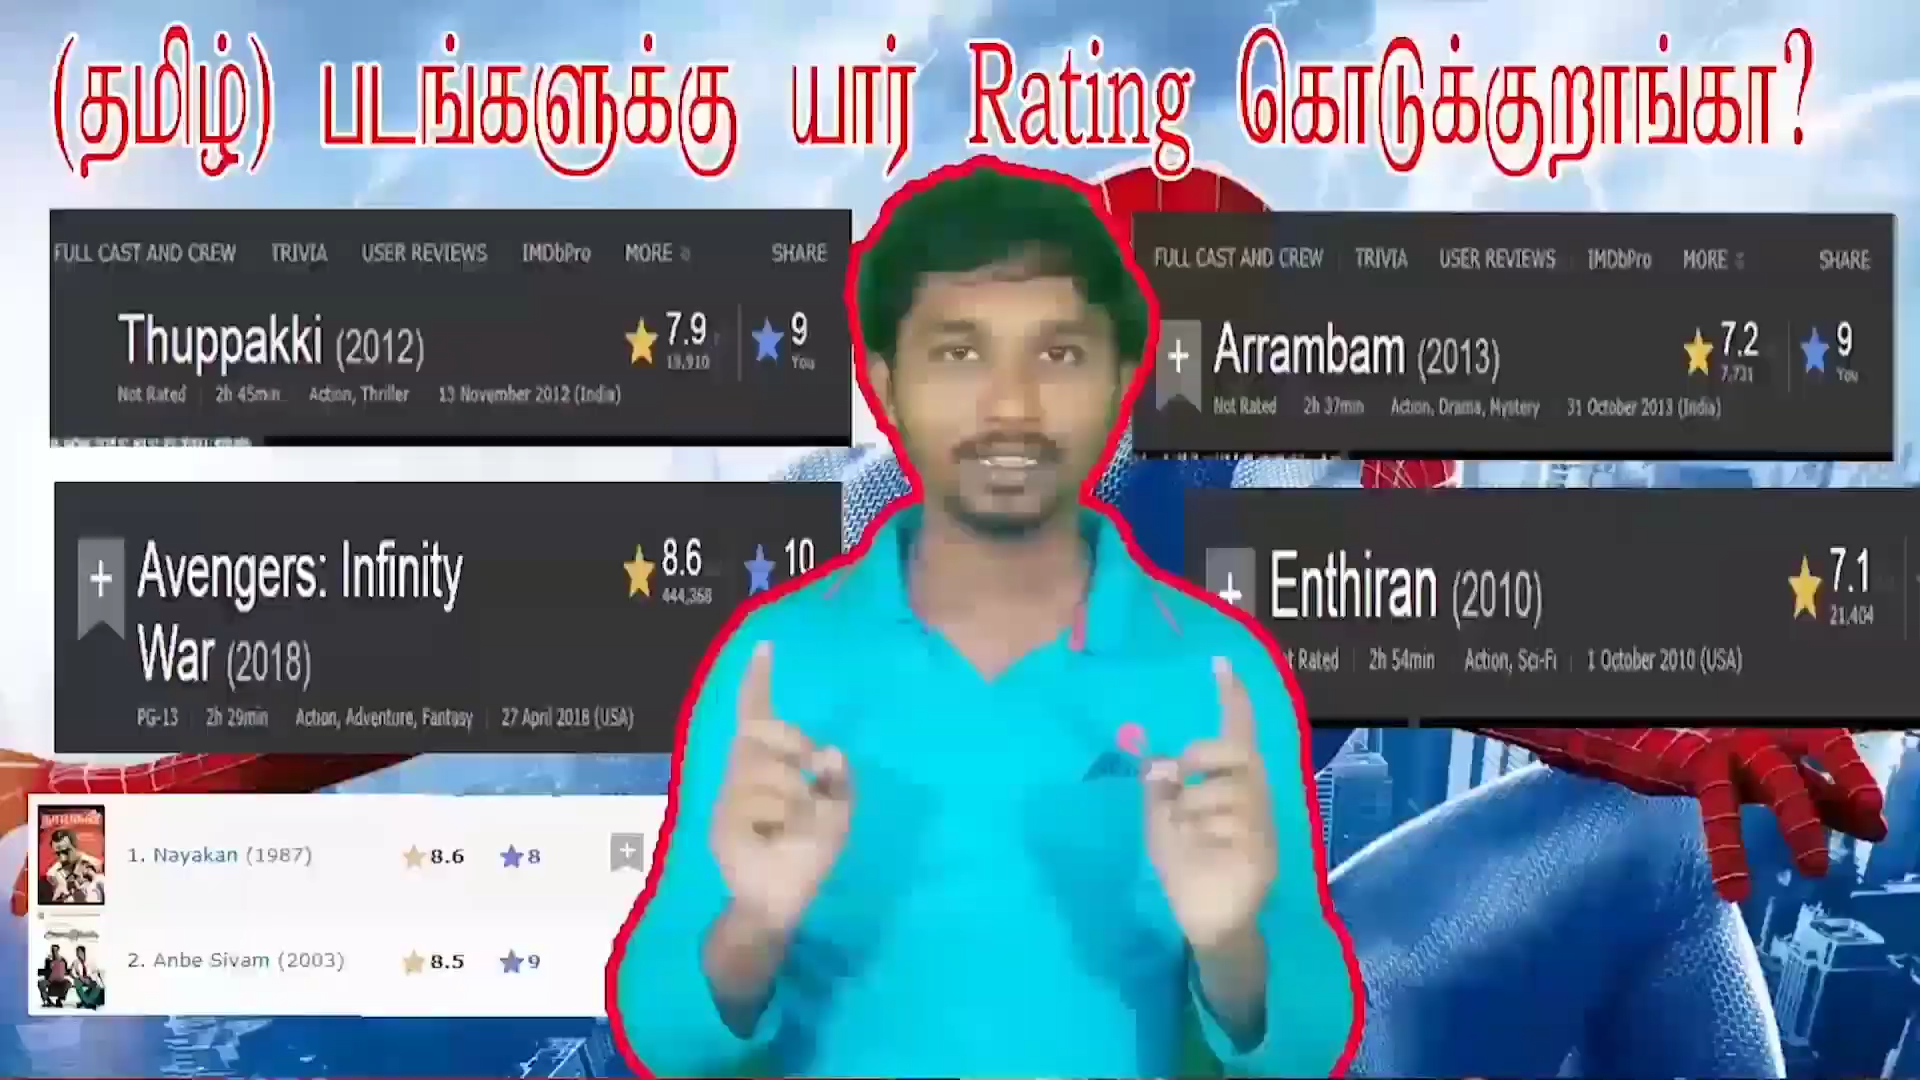 (தமிழ்) படங்களுக்கு யார் Rating கொடுக்குறாங்கா?
FULL CAST AND CREW TRIVIA USER REVIEWS IMDbPro MORE SHARE
Thuppakki (2012)
7.9
9
You
Not Rated 2h 45min Action, Thriller 13 November 2012 (India)
FULL CAST AND CREW TRIVIA USER REVIEWS IMDbPro MORE SHARE
+ Arrambam (2013)
7.2
7,731
9
You
Not Rated 2h 37min Action, Drama, Mystery 31 October 2013 (India)
+ Avengers: Infinity
War (2018)
8.6
444,368
10
PG-13 2h 29min Action, Adventure, Fantasy 27 April 2018 (USA)
+ Enthiran (2010)
7.1
21,404
Rated 2h 54min Action, Sci-Fi 1 October 2010 (USA)
நாயகன்
1. Nayakan (1987) 8.6 8 +
2. Anbe Sivam (2003) 8.5 9